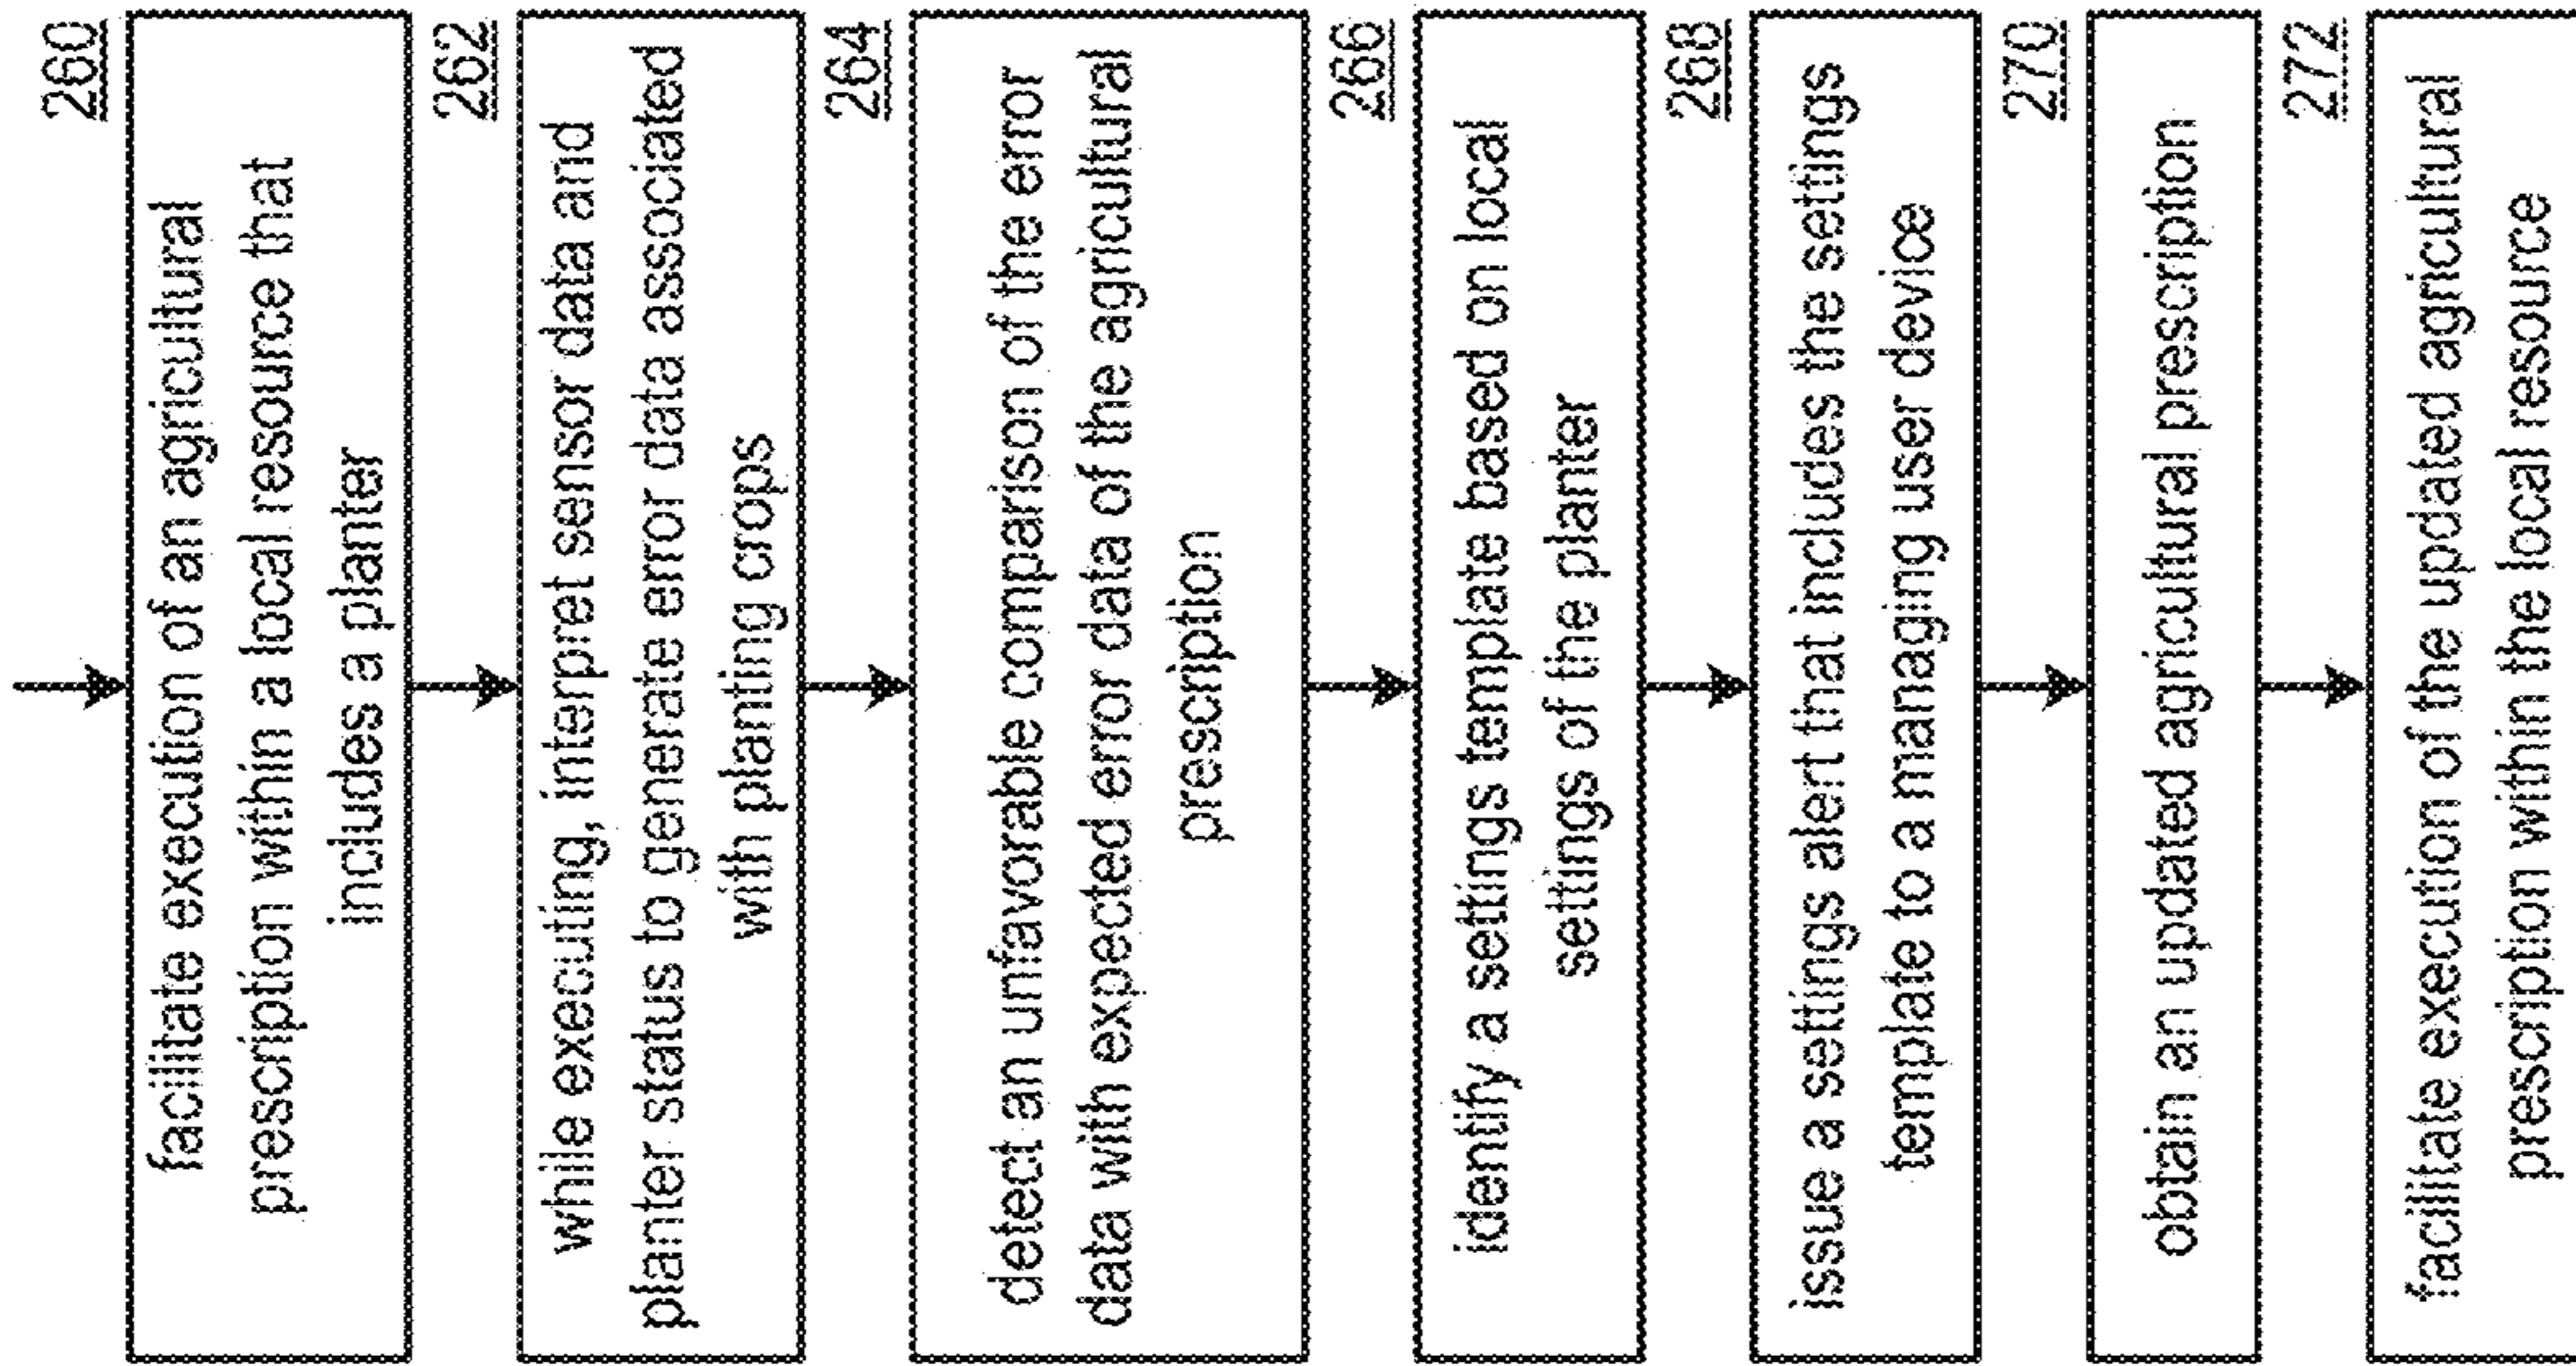 260
facilitate execution of an agricultural
prescription within a local resource that
includes a planter
262
while executing, interpret sensor data and
planter status to generate error data associated
with planting crops
264
detect an unfavorable comparison of the error
data with expected error data of the agricultural
prescription
266
identify a settings template based on local
settings of the planter
268
issue a settings alert that includes the settings
template to a managing user device
270
obtain an updated agricultural prescription
272
facilitate execution of the updated agricultural
prescription within the local resource